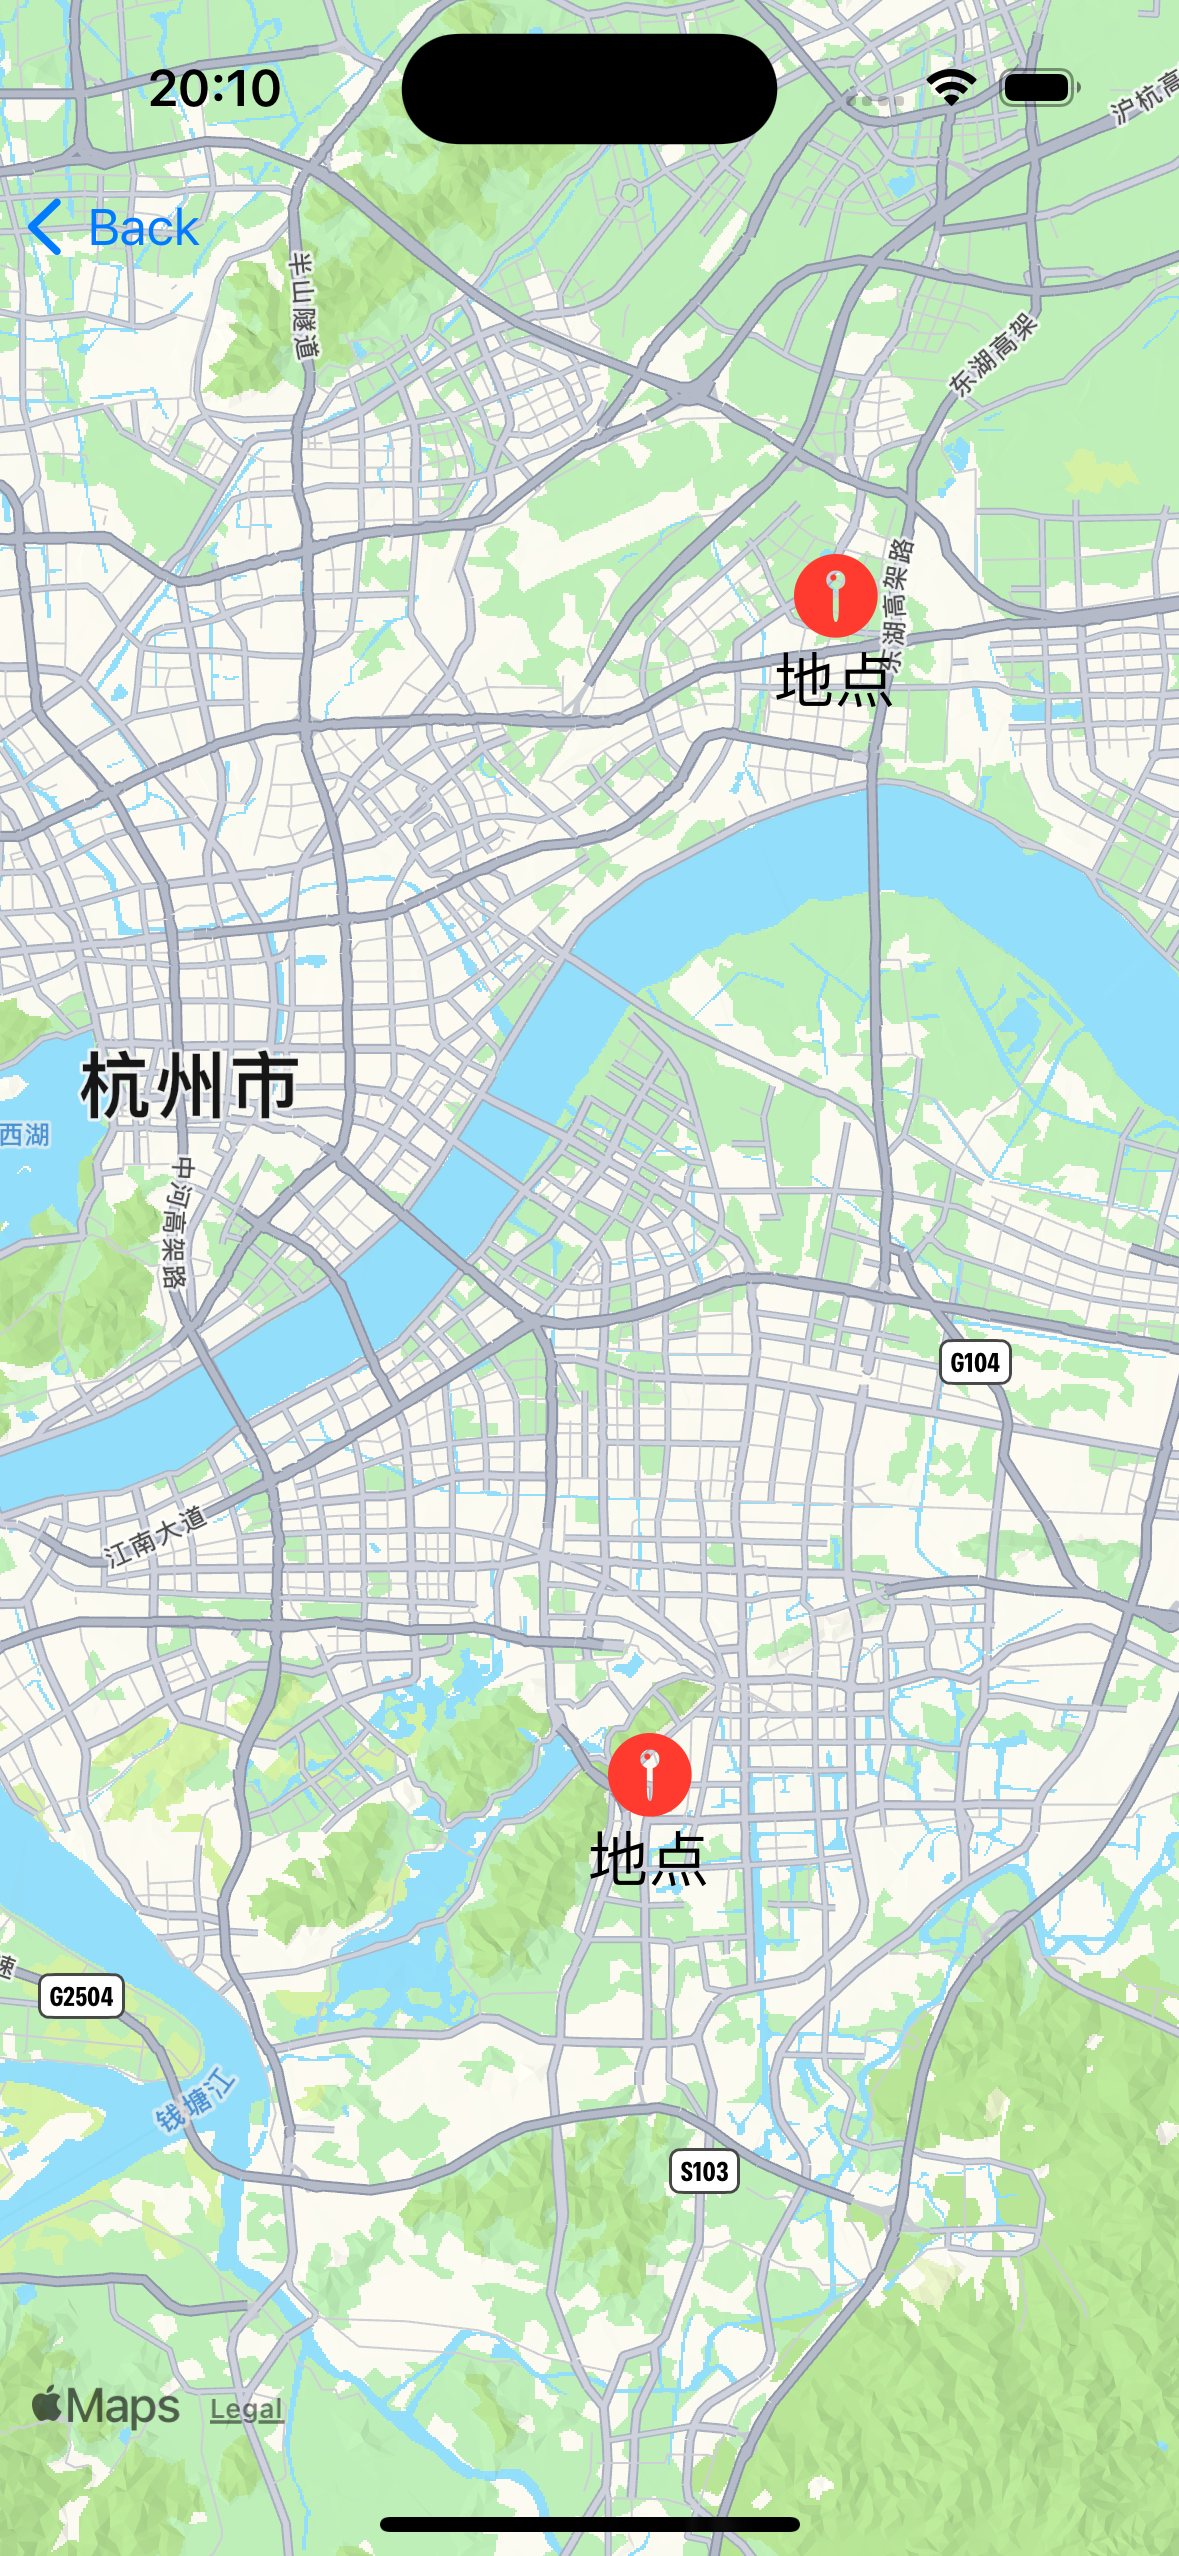 20:10
沪杭高
Back
半山隧道
东湖高架
东湖高架路
地点
杭州市
西湖
中河高架路
G104
江南大道
地点
速
G2504
钱塘江
S103
Maps
Legal